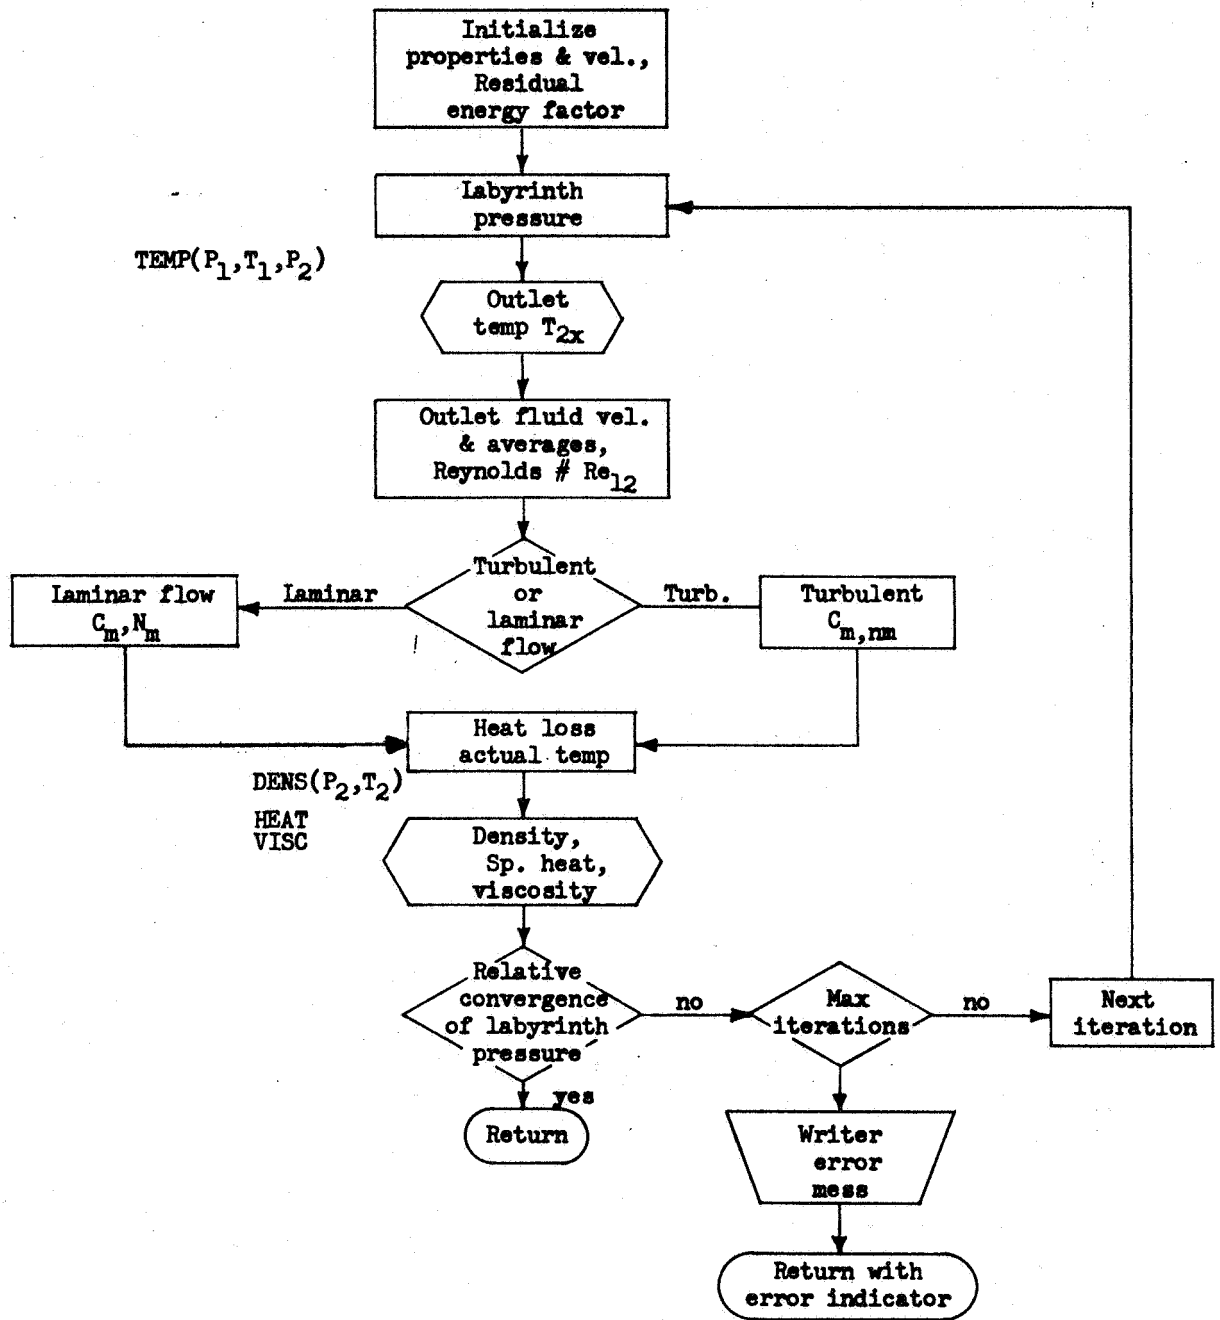 Initialize
properties & vel.,
Residual
energy factor
Labyrinth
pressure
TEMP(P₁,T₁,P₂)
Outlet
temp T₂ₓ
Outlet fluid vel.
& averages,
Reynolds # Re₁₂
Turbulent
or
laminar
flow
Laminar
Turb.
Laminar flow
Cₘ,Nₘ
Turbulent
Cₘ,ₙₘ
Heat loss
actual temp
DENS(P₂,T₂)
HEAT
VISC
Density,
Sp. heat,
viscosity
Relative
convergence
of labyrinth
pressure
no
Max
iterations
no
Next
iteration
yes
Return
Writer
error
mess
Return with
error indicator